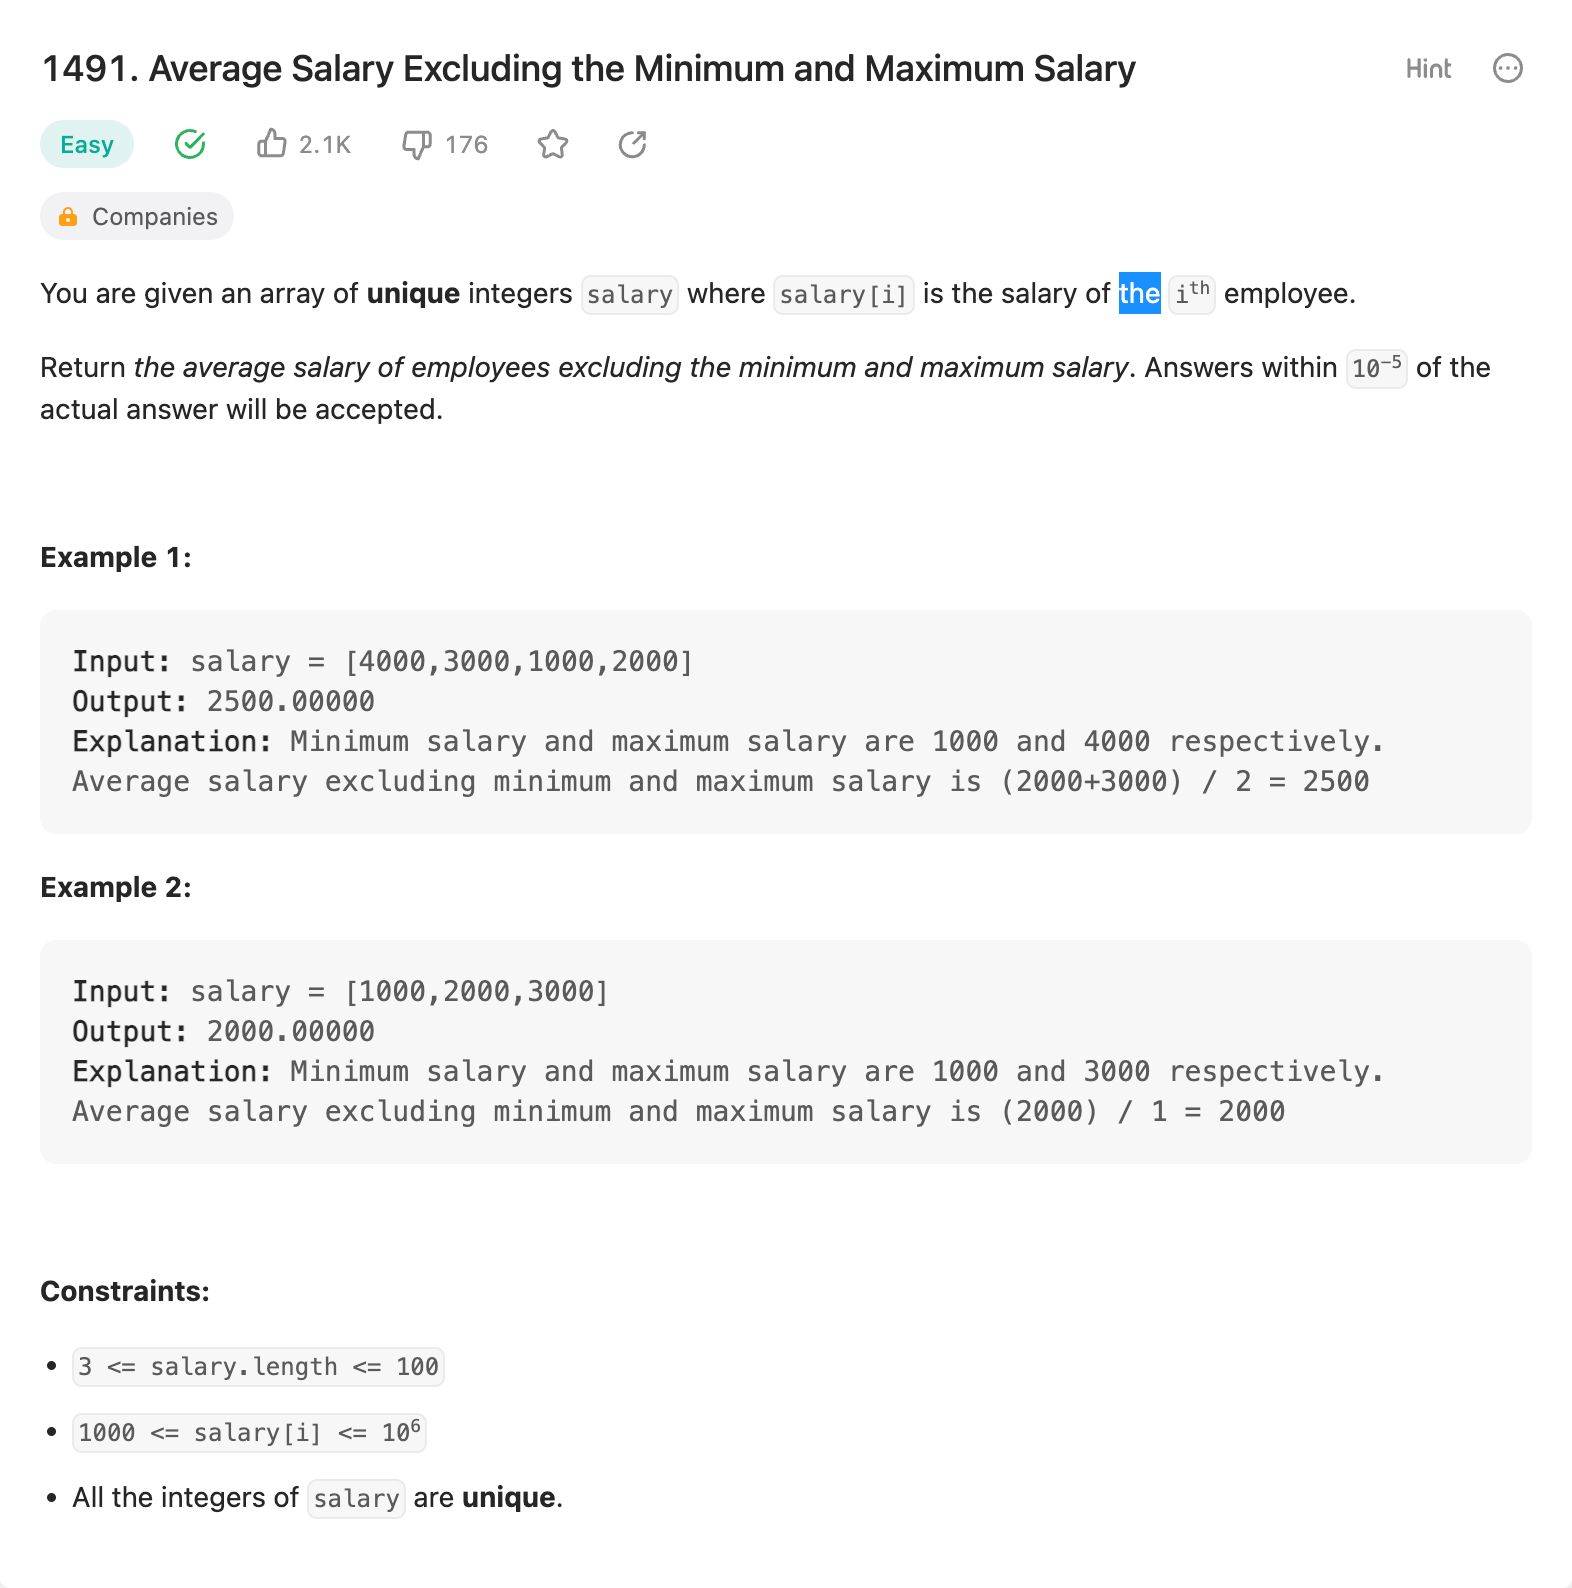 1491. Average Salary Excluding the Minimum and Maximum Salary
Hint
Easy
2.1K
176
Companies
You are given an array of unique integers salary where salary[i] is the salary of the iᵗʰ employee.
Return the average salary of employees excluding the minimum and maximum salary. Answers within 10⁻⁵ of the
actual answer will be accepted.
Example 1:
Input: salary = [4000,3000,1000,2000]
Output: 2500.00000
Explanation: Minimum salary and maximum salary are 1000 and 4000 respectively.
Average salary excluding minimum and maximum salary is (2000+3000) / 2 = 2500
Example 2:
Input: salary = [1000,2000,3000]
Output: 2000.00000
Explanation: Minimum salary and maximum salary are 1000 and 3000 respectively.
Average salary excluding minimum and maximum salary is (2000) / 1 = 2000
Constraints:
• 3 <= salary.length <= 100
• 1000 <= salary[i] <= 10⁶
• All the integers of salary are unique.